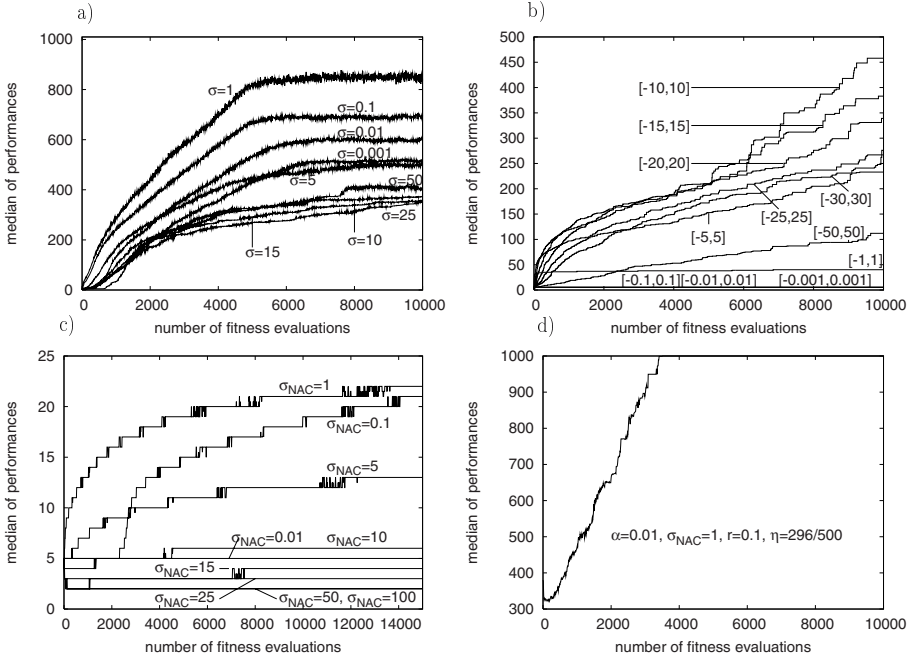 a)
1000
800
600
400
200
0
median of performances
σ=1
σ=0.1
σ=0.01
σ=0.001
σ=5
σ=50
σ=25
σ=15
σ=10
0 2000 4000 6000 8000 10000
number of fitness evaluations
b)
500
450
400
350
300
250
200
150
100
50
0
median of performances
[-10,10]
[-15,15]
[-20,20]
[-30,30]
[-25,25]
[-5,5]
[-50,50]
[-1,1]
[-0.1,0.1]
[-0.01,0.01]
[-0.001,0.001]
0 2000 4000 6000 8000 10000
number of fitness evaluations
c)
25
20
15
10
5
0
median of performances
σNAC=1
σNAC=0.1
σNAC=5
σNAC=0.01
σNAC=10
σNAC=15
σNAC=25
σNAC=50, σNAC=100
0 2000 4000 6000 8000 10000 12000 14000
number of fitness evaluations
d)
1000
900
800
700
600
500
400
300
median of performances
α=0.01, σNAC=1, r=0.1, η=296/500
0 2000 4000 6000 8000 10000
number of fitness evaluations